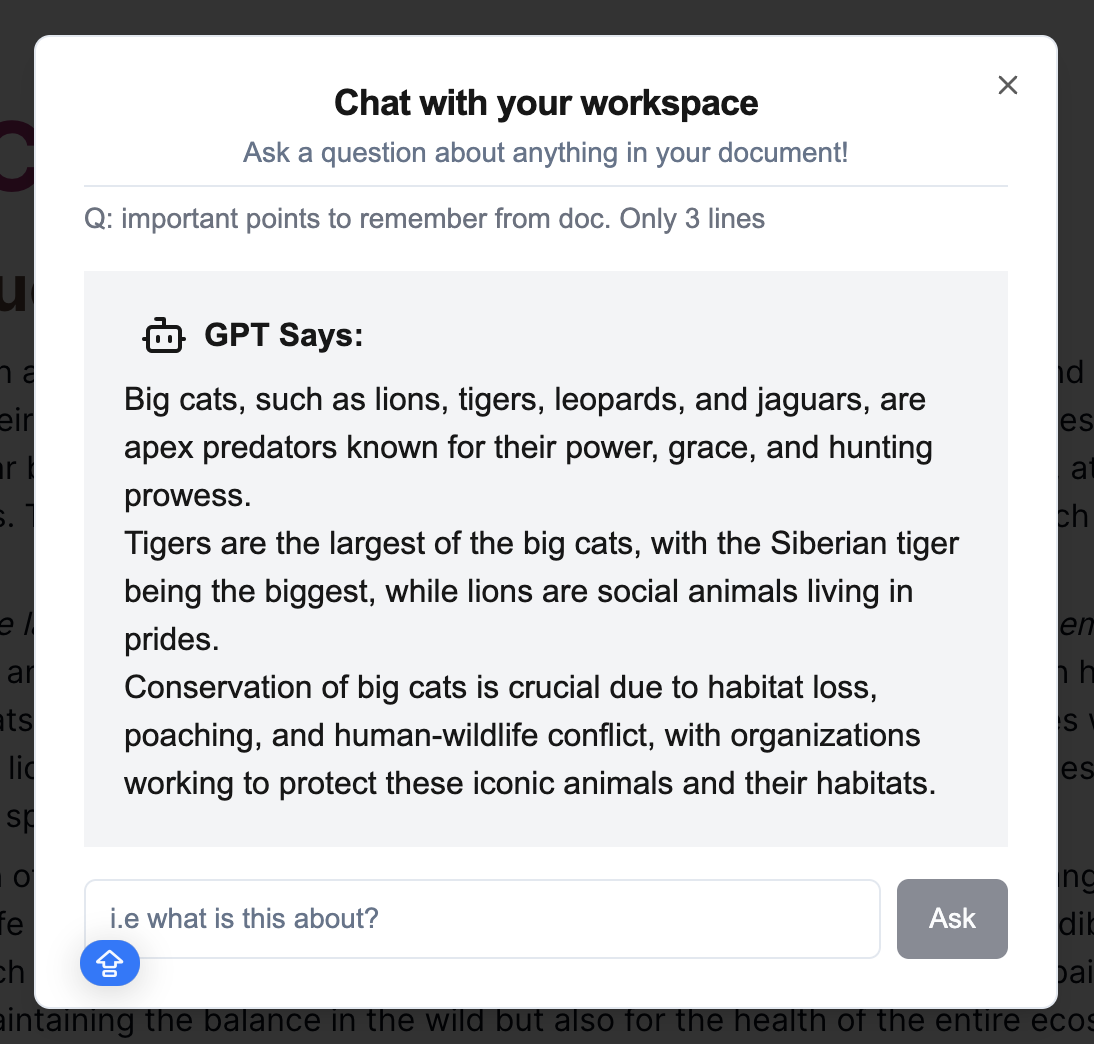 Chat with your workspace
Ask a question about anything in your document!
Q: important points to remember from doc. Only 3 lines
GPT Says:
Big cats, such as lions, tigers, leopards, and jaguars, are
apex predators known for their power, grace, and hunting
prowess.
Tigers are the largest of the big cats, with the Siberian tiger
being the biggest, while lions are social animals living in
prides.
Conservation of big cats is crucial due to habitat loss,
poaching, and human-wildlife conflict, with organizations
working to protect these iconic animals and their habitats.
i.e what is this about?
Ask
the balance in the wild but also for the health of the entire